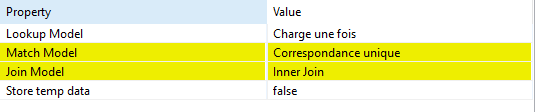 Property Value
Lookup Model Charge une fois
Match Model Correspondance unique
Join Model Inner Join
Store temp data false